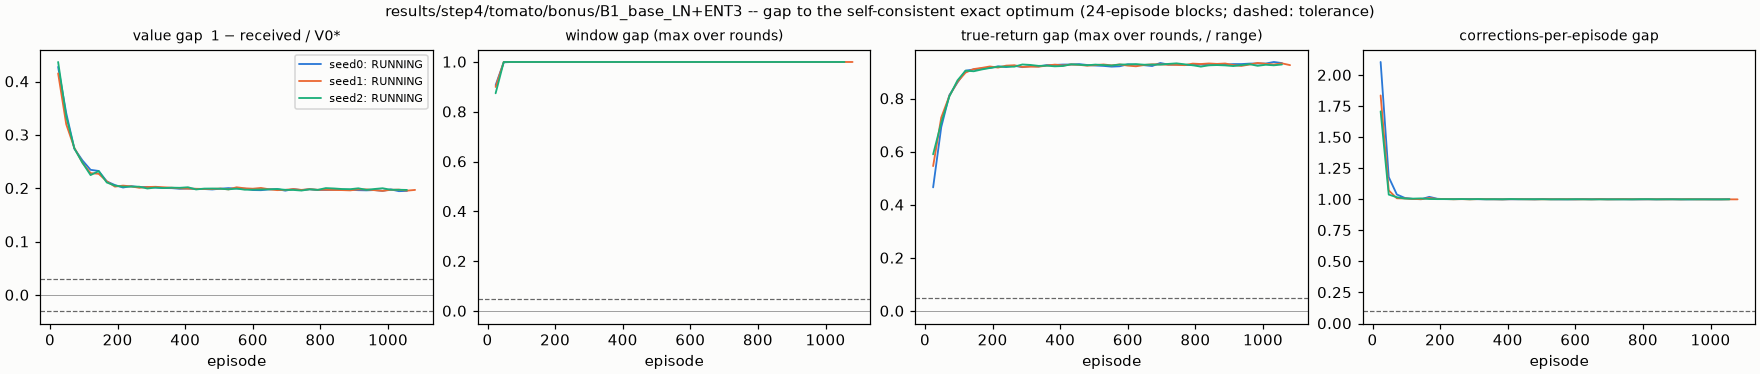 results/step4/tomato/bonus/B1_base_LN+ENT3 -- gap to the self-consistent exact optimum (24-episode blocks; dashed: tolerance)
value gap 1 − received / V0*
seed0: RUNNING
seed1: RUNNING
seed2: RUNNING
0.4
0.3
0.2
0.1
0.0
0 200 400 600 800 1000
episode
window gap (max over rounds)
1.0
0.8
0.6
0.4
0.2
0.0
0 200 400 600 800 1000
episode
true-return gap (max over rounds, / range)
0.8
0.6
0.4
0.2
0.0
0 200 400 600 800 1000
episode
corrections-per-episode gap
2.00
1.75
1.50
1.25
1.00
0.75
0.50
0.25
0.00
0 200 400 600 800 1000
episode